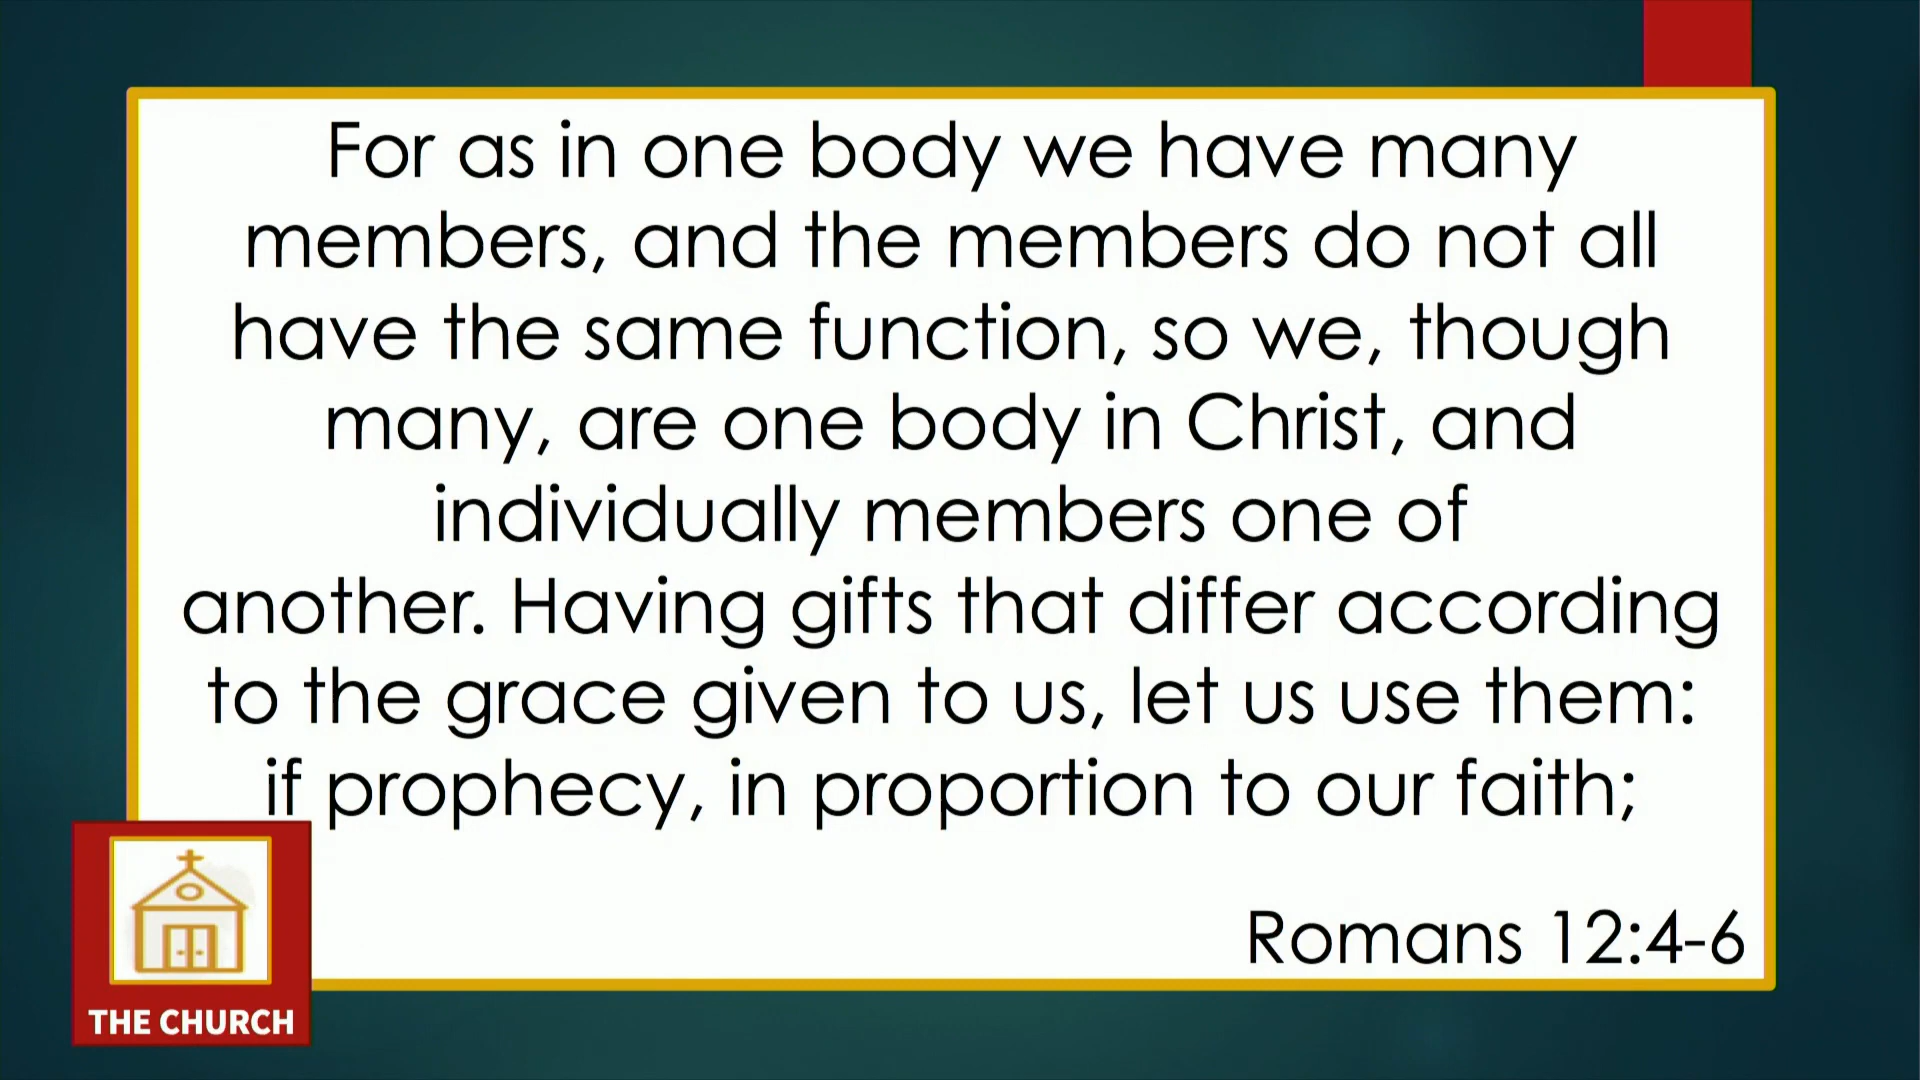 For as in one body we have many
members, and the members do not all
have the same function, so we, though
many, are one body in Christ, and
individually members one of
another. Having gifts that differ according
to the grace given to us, let us use them:
if prophecy, in proportion to our faith;
Romans 12:4-6
THE CHURCH